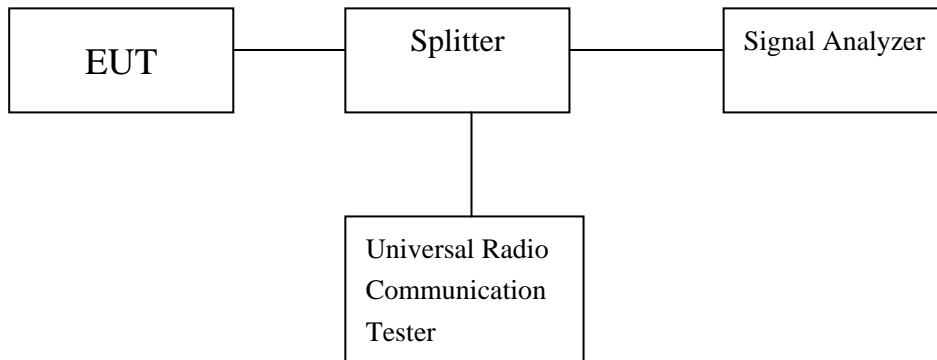 EUT
Splitter
Signal Analyzer
Universal Radio
Communication
Tester